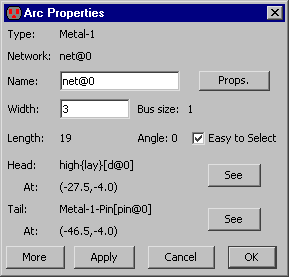 Arc Properties
Type: Metal-1
Network: net@0
Name: net@0 Props.
Width: 3 Bus size: 1
Length: 19 Angle: 0 Easy to Select
Head: high{lay}[d@0] See
At: (-27.5,-4.0)
Tail: Metal-1-Pin[pin@0] See
At: (-46.5,-4.0)
More Apply Cancel OK